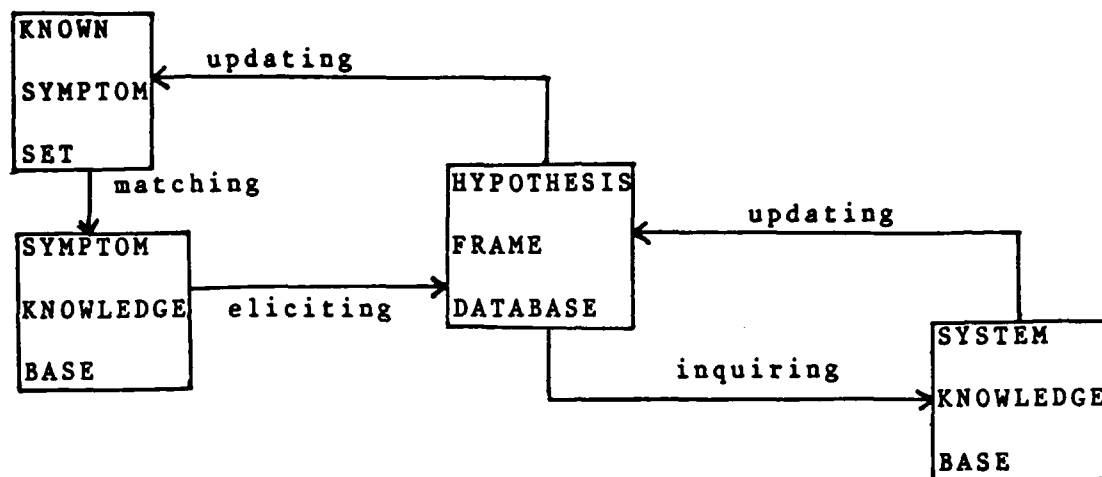 KNOWN
SYMPTOM
SET
updating
matching
SYMPTOM
KNOWLEDGE
BASE
eliciting
HYPOTHESIS
FRAME
DATABASE
updating
inquiring
SYSTEM
KNOWLEDGE
BASE